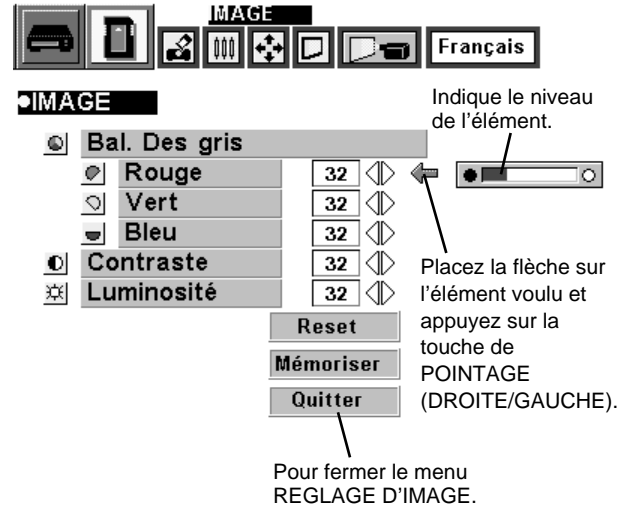 IMAGE
Français
IMAGE
Indique le niveau
de l'élément.
Bal. Des gris
Rouge 32
Vert 32
Bleu 32
Contraste 32
Luminosité 32
Placez la flèche sur
l'élément voulu et
appuyez sur la
touche de
POINTAGE
(DROITE/GAUCHE).
Reset
Mémoriser
Quitter
Pour fermer le menu
REGLAGE D'IMAGE.